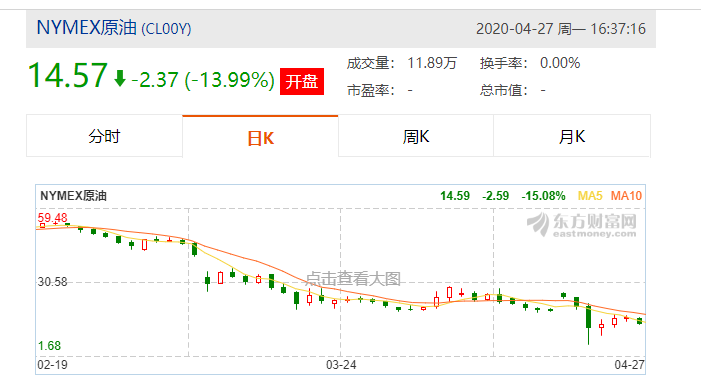 NYMEX原油 (CL00Y) 2020-04-27 周一 16:37:16
14.57 -2.37 (-13.99%) 开盘
成交量: 11.89万 换手率: 0.00%
市盈率: - 总市值: -
分时 日K 周K 月K
NYMEX原油 14.59 -2.59 -15.08% MA5 MA10
59.48
东方财富网
eastmoney.com
点击查看大图
30.58
1.68
02-19 03-24 04-27